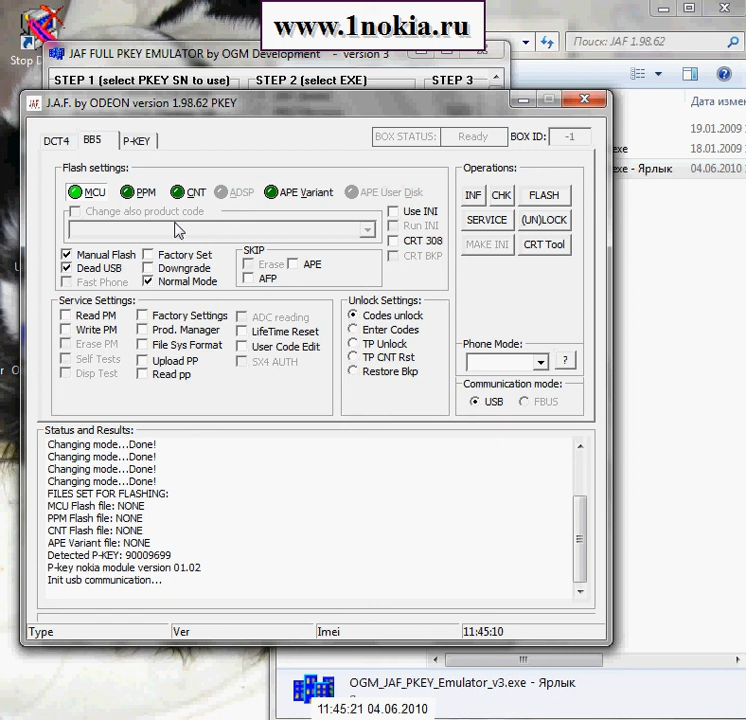 www.1nokia.ru
JAF FULL PKEY EMULATOR by OGM Development - version 3
Поиск: JAF 1.98.62
STEP 1 (select PKEY SN to use)
STEP 2 (select EXE)
STEP 3
Дата измен
19.01.2009
18.01.2009
exe
exe - Ярлык
04.06.2010
J.A.F. by ODEON version 1.98.62 PKEY
DCT4
BB5
P-KEY
BOX STATUS:
Ready
BOX ID:
-1
Flash settings:
MCU
PPM
CNT
ADSP
APE Variant
APE User Disk
Change also product code
Use INI
Run INI
CRT 308
CRT BKP
Manual Flash
Factory Set
Dead USB
Downgrade
Fast Phone
Normal Mode
SKIP
Erase
APE
AFP
Operations:
INF
CHK
FLASH
SERVICE
(UN)LOCK
MAKE INI
CRT Tool
Service Settings:
Read PM
Write PM
Erase PM
Self Tests
Disp Test
Factory Settings
Prod. Manager
File Sys Format
Upload PP
Read pp
ADC reading
LifeTime Reset
User Code Edit
SX4 AUTH
Unlock Settings:
Codes unlock
Enter Codes
TP Unlock
TP CNT Rst
Restore Bkp
Phone Mode:
?
Communication mode:
USB
FBUS
Status and Results:
Changing mode...Done!
Changing mode...Done!
Changing mode...Done!
Changing mode...Done!
FILES SET FOR FLASHING:
MCU Flash file: NONE
PPM Flash file: NONE
CNT Flash file: NONE
APE Variant file: NONE
Detected P-KEY: 90009699
P-key nokia module version 01.02
Init usb communication...
Type
Ver
Imei
11:45:10
OGM_JAF_PKEY_Emulator_v3.exe - Ярлык
11:45:21 04.06.2010